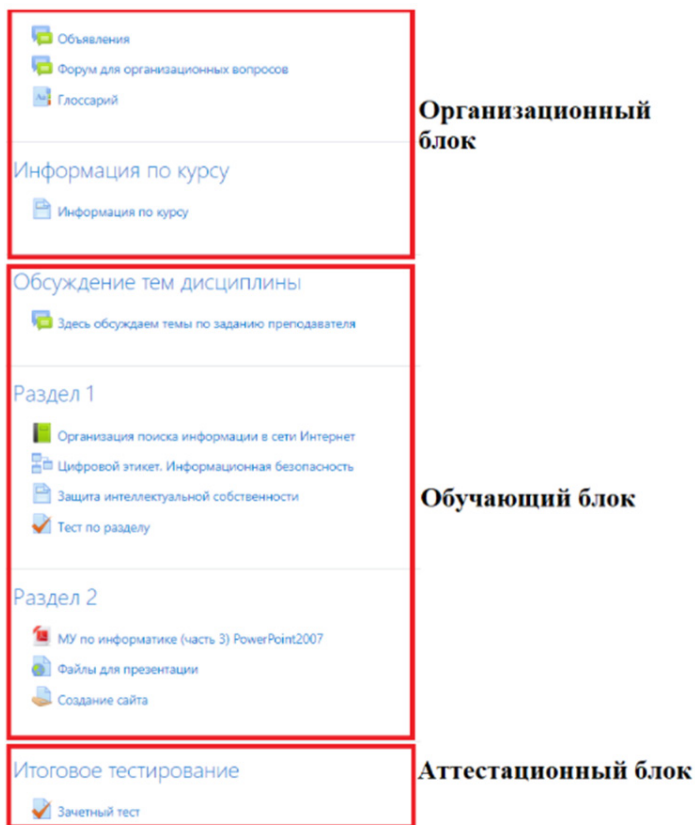 Объявления
Форум для организационных вопросов
Глоссарий
Организационный
блок
Информация по курсу
Информация по курсу
Обсуждение тем дисциплины
Здесь обсуждаем темы по заданию преподавателя
Раздел 1
Организация поиска информации в сети Интернет
Цифровой этикет. Информационная безопасность
Защита интеллектуальной собственности
Обучающий блок
Тест по разделу
Раздел 2
МУ по информатике (часть 3) PowerPoint2007
Файлы для презентации
Создание сайта
Итоговое тестирование
Аттестационный блок
Зачетный тест